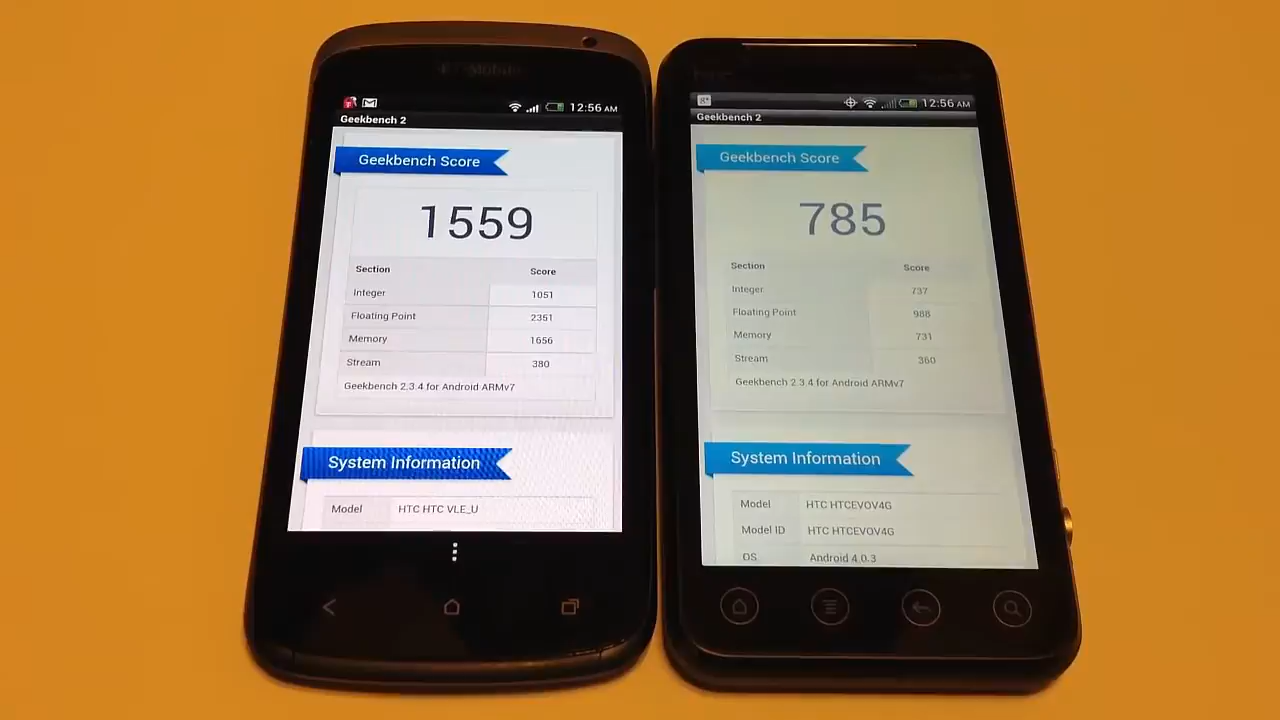 T-Mobile
12:56 AM
Geekbench 2
Geekbench Score
1559
Section Score
Integer 1051
Floating Point 2351
Memory 1656
Stream 380
Geekbench 2.3.4 for Android ARMv7
System Information
Model HTC HTC VLE_U
8+
12:56 AM
Geekbench 2
Geekbench Score
785
Section Score
Integer 737
Floating Point 988
Memory 731
Stream 360
Geekbench 2.3.4 for Android ARMv7
System Information
Model HTC HTCEVOV4G
Model ID HTC HTCEVOV4G
OS Android 4.0.3